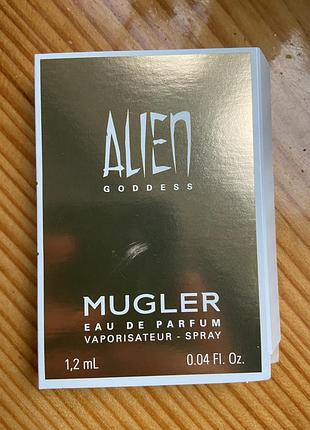 ALIEN
GODDESS
MUGLER
EAU DE PARFUM
VAPORISATEUR - SPRAY
1,2 mL 0.04 Fl. Oz.